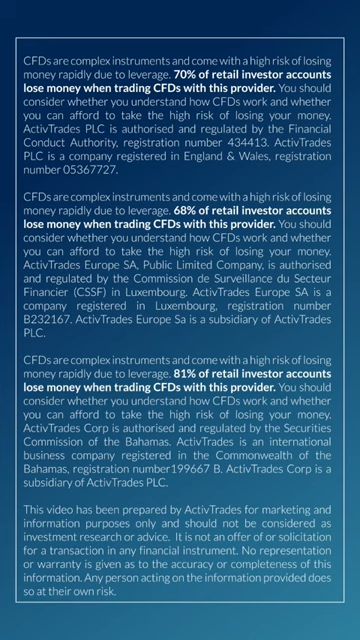 CFDs are complex instruments and come with a high risk of losing
money rapidly due to leverage. 70% of retail investor accounts
lose money when trading CFDs with this provider. You should
consider whether you understand how CFDs work and whether
you can afford to take the high risk of losing your money.
ActivTrades PLC is authorised and regulated by the Financial
Conduct Authority, registration number 434413. ActivTrades
PLC is a company registered in England & Wales, registration
number 05367727.
CFDs are complex instruments and come with a high risk of losing
money rapidly due to leverage. 68% of retail investor accounts
lose money when trading CFDs with this provider. You should
consider whether you understand how CFDs work and whether
you can afford to take the high risk of losing your money.
ActivTrades Europe SA, Public Limited Company, is authorised
and regulated by the Commission de Surveillance du Secteur
Financier (CSSF) in Luxembourg. ActivTrades Europe SA is a
company registered in Luxembourg, registration number
B232167. ActivTrades Europe Sa is a subsidiary of ActivTrades
PLC.
CFDs are complex instruments and come with a high risk of losing
money rapidly due to leverage. 81% of retail investor accounts
lose money when trading CFDs with this provider. You should
consider whether you understand how CFDs work and whether
you can afford to take the high risk of losing your money.
ActivTrades Corp is authorised and regulated by the Securities
Commission of the Bahamas. ActivTrades is an international
business company registered in the Commonwealth of the
Bahamas, registration number199667 B. ActivTrades Corp is a
subsidiary of ActivTrades PLC.
This video has been prepared by ActivTrades for marketing and
information purposes only and should not be considered as
investment research or advice. It is not an offer of or solicitation
for a transaction in any financial instrument. No representation
or warranty is given as to the accuracy or completeness of this
information. Any person acting on the information provided does
so at their own risk.